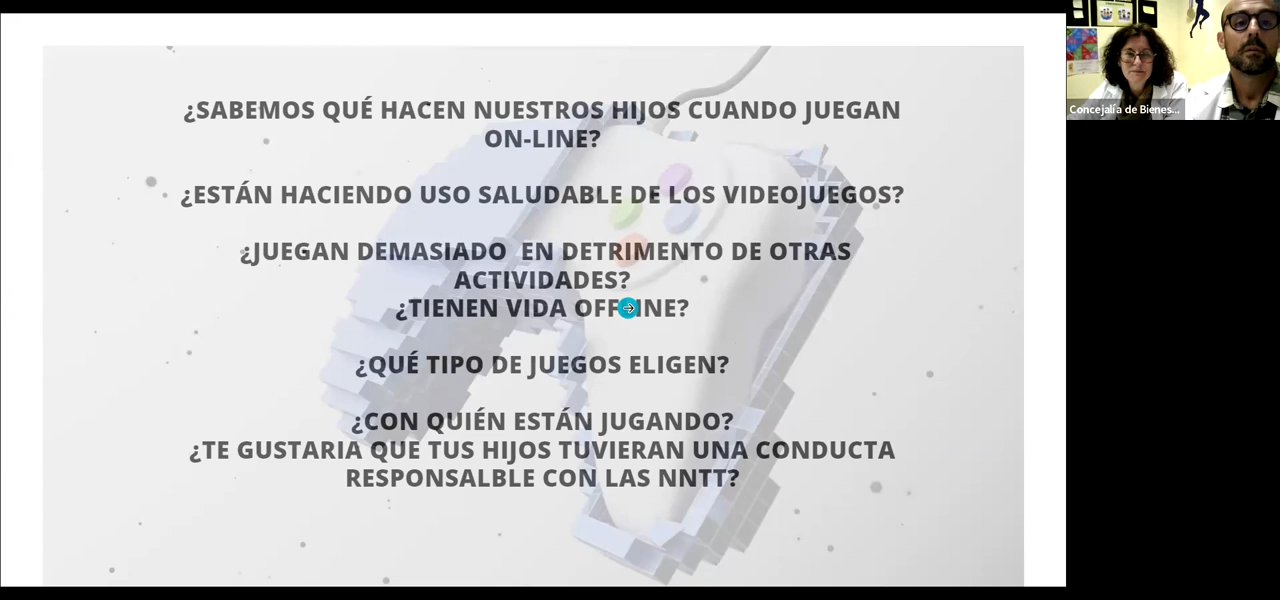 ¿SABEMOS QUÉ HACEN NUESTROS HIJOS CUANDO JUEGAN
ON-LINE?
¿ESTÁN HACIENDO USO SALUDABLE DE LOS VIDEOJUEGOS?
¿JUEGAN DEMASIADO EN DETRIMENTO DE OTRAS
ACTIVIDADES?
¿TIENEN VIDA OFF-LINE?
¿QUÉ TIPO DE JUEGOS ELIGEN?
¿CON QUIÉN ESTÁN JUGANDO?
¿TE GUSTARIA QUE TUS HIJOS TUVIERAN UNA CONDUCTA
RESPONSALBLE CON LAS NNTT?
Concejalía de Bienes...